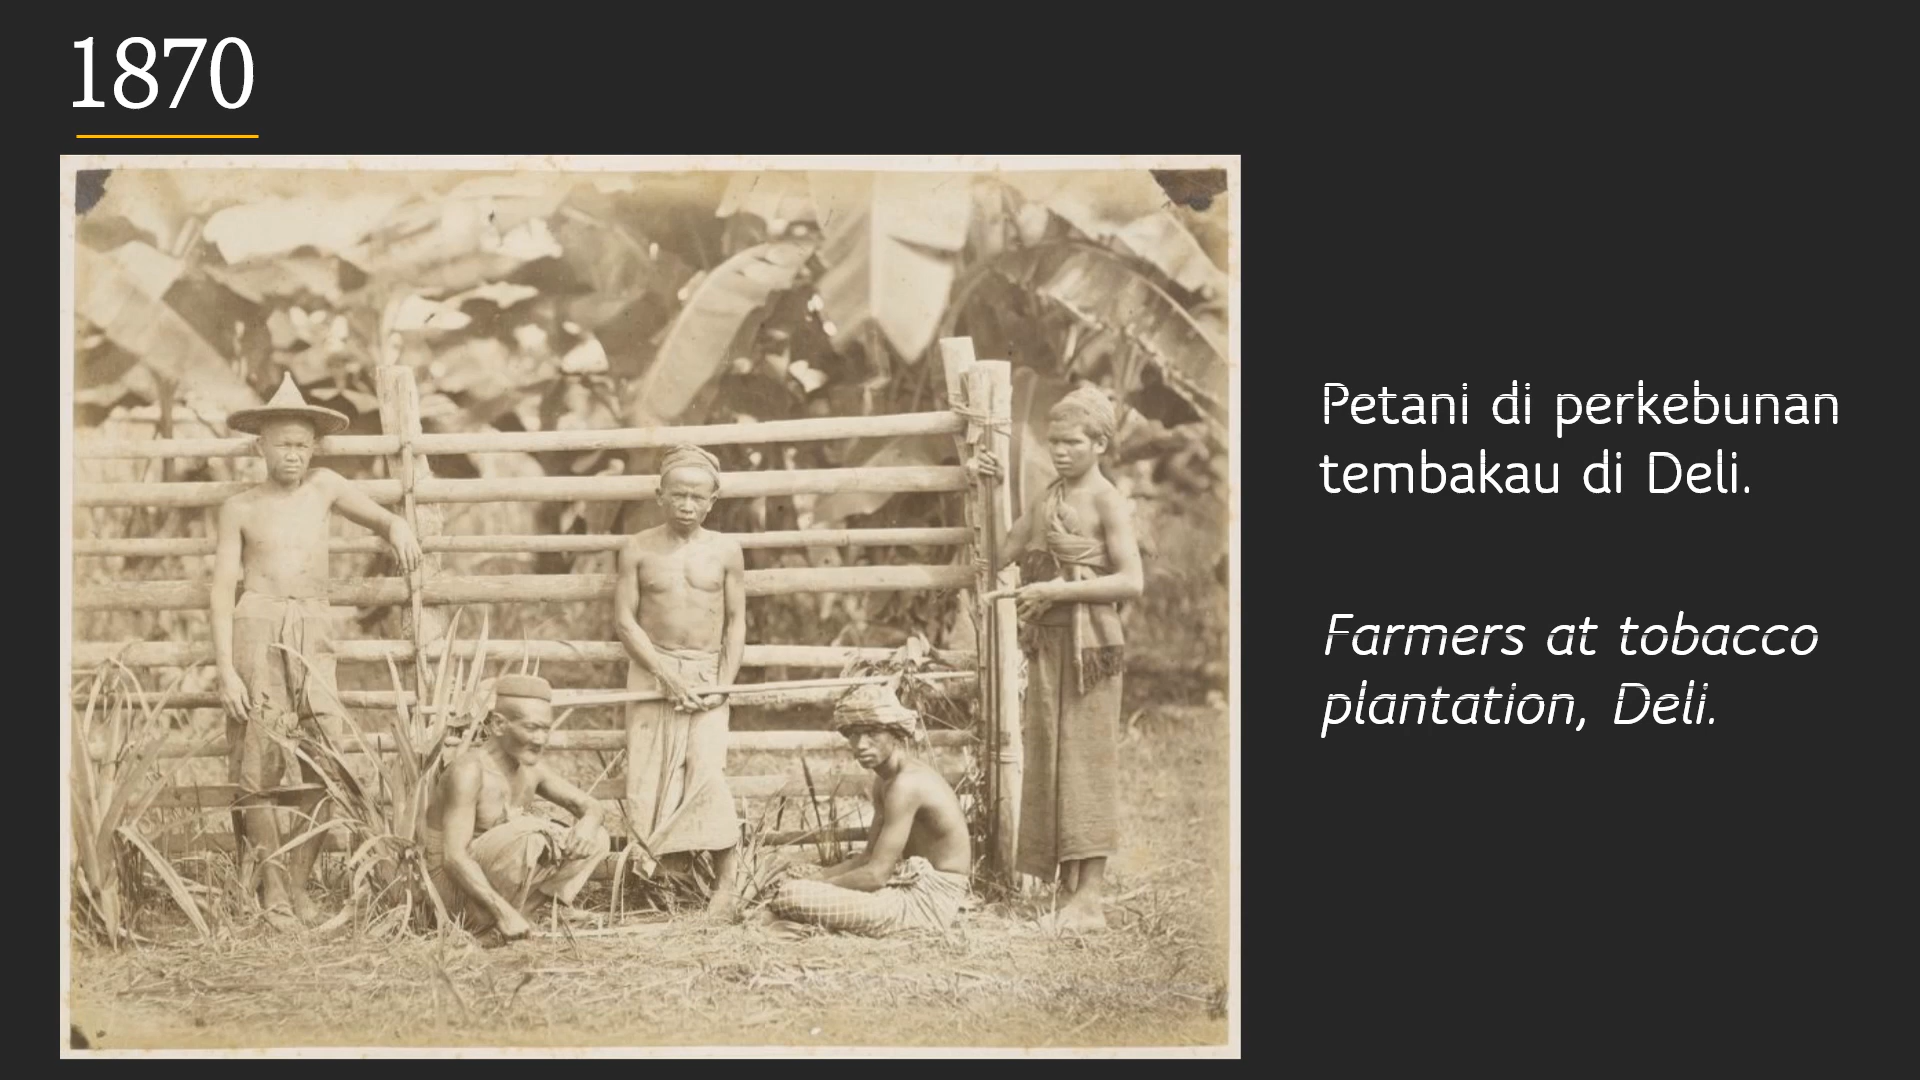 1870
Petani di perkebunan
tembakau di Deli.
Farmers at tobacco
plantation, Deli.